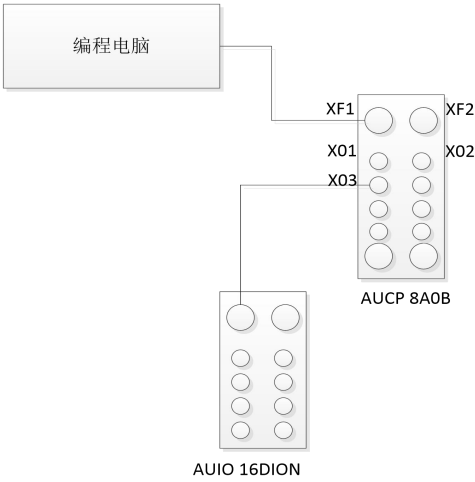 编程电脑
XF1
XF2
X01
X02
X03
AUCP 8A0B
AUIO 16DION